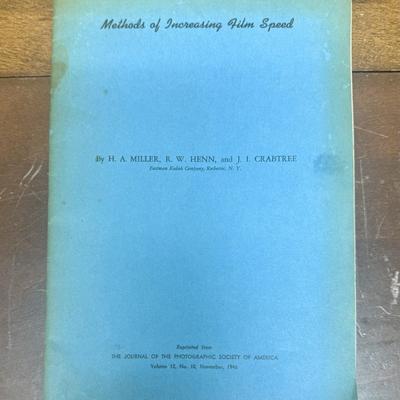 Methods of Increasing Film Speed
By H. A. MILLER, R. W. HENN, and J. I. CRABTREE
Eastman Kodak Company, Rochester, N. Y.
Reprinted from
THE JOURNAL OF THE PHOTOGRAPHIC SOCIETY OF AMERICA
Volume 12, No. 10, November, 1946